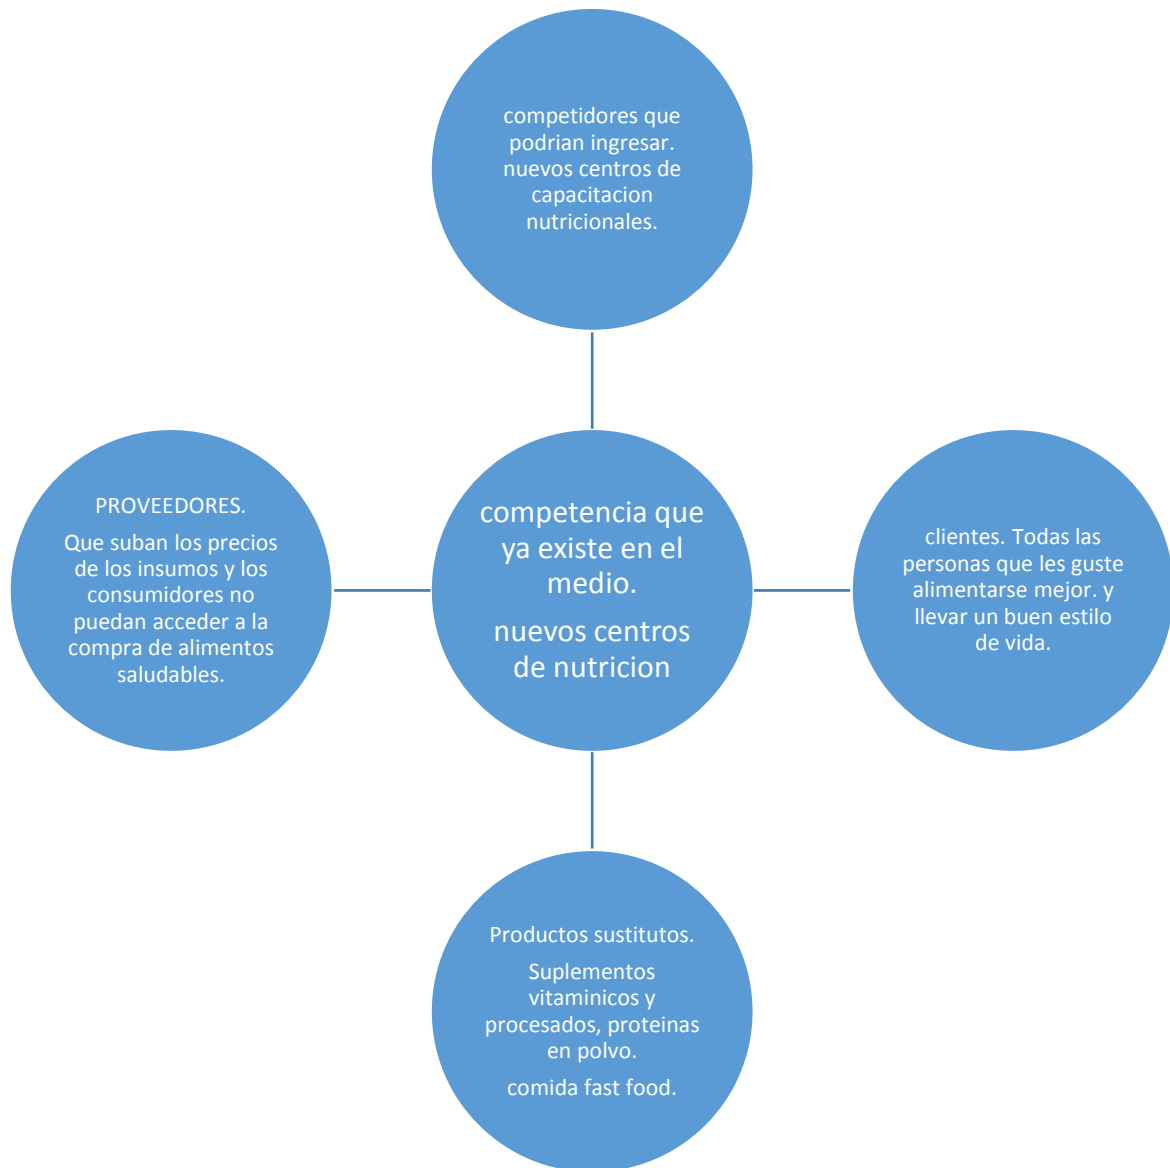 competidores que
podrian ingresar.
nuevos centros de
capacitacion
nutricionales.
PROVEEDORES.
Que suban los precios
de los insumos y los
consumidores no
puedan acceder a la
compra de alimentos
saludables.
competencia que
ya existe en el
medio.
nuevos centros
de nutricion
clientes. Todas las
personas que les guste
alimentarse mejor. y
llevar un buen estilo
de vida.
Productos sustitutos.
Suplementos
vitaminicos y
procesados, proteinas
en polvo.
comida fast food.